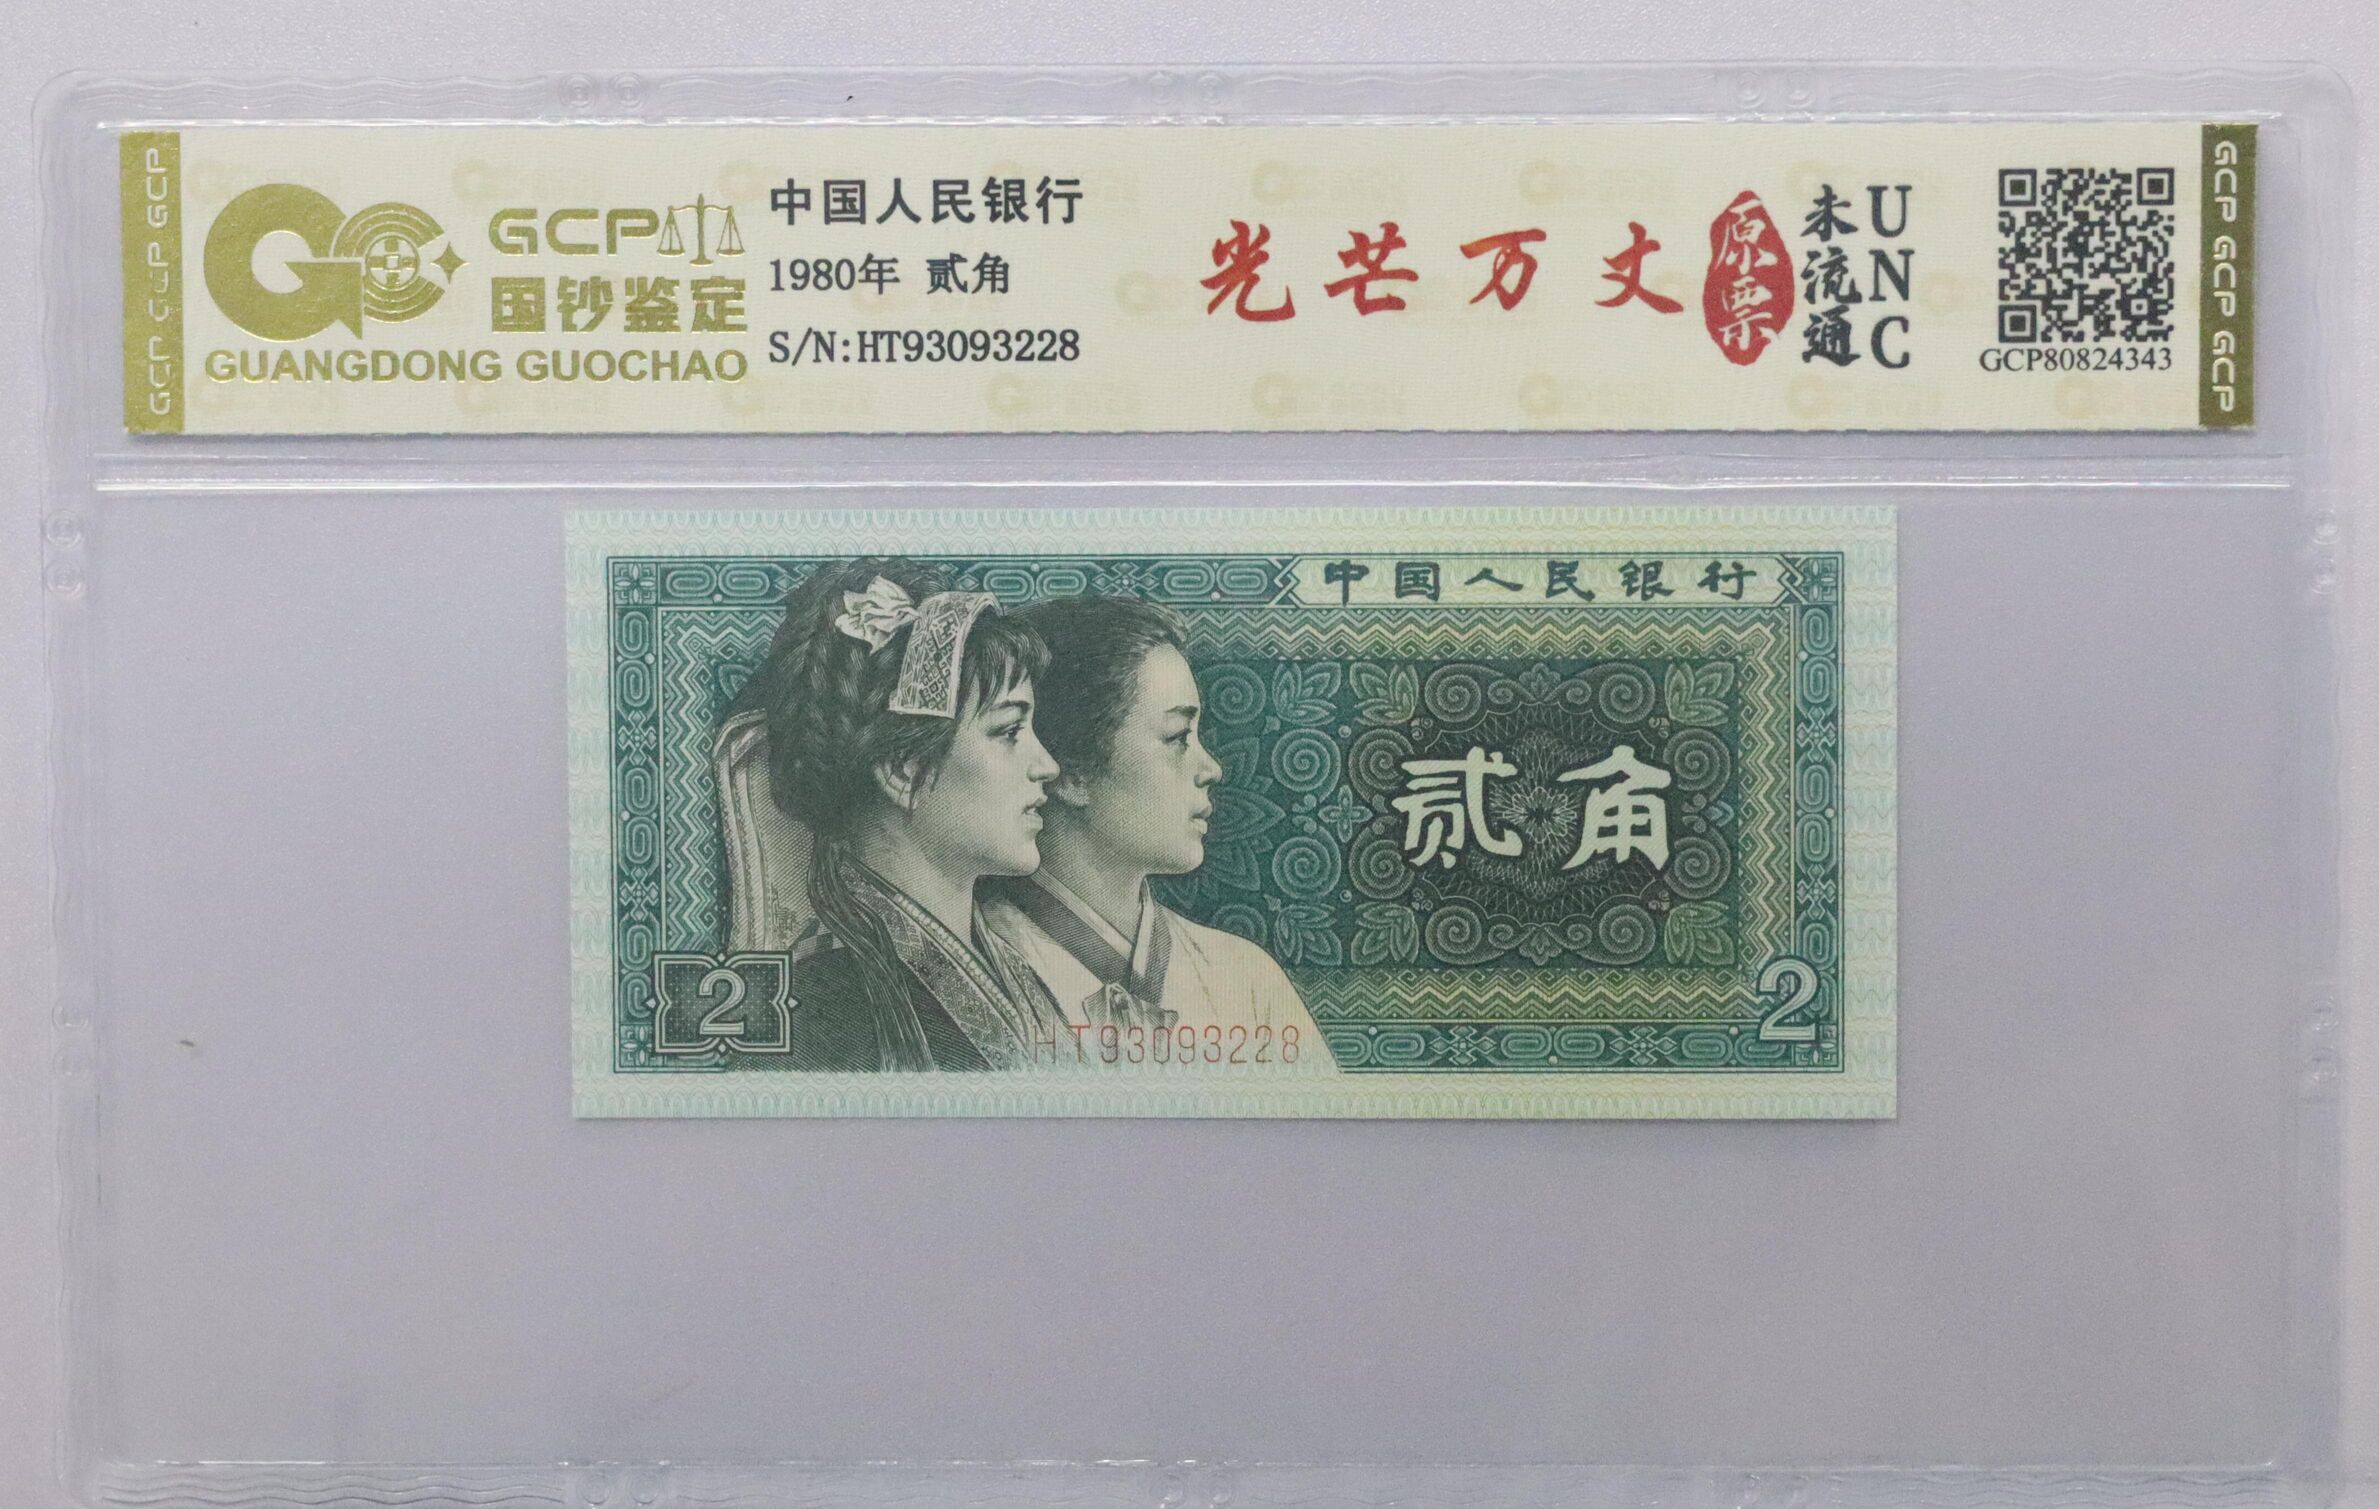 GCP GCP GCP
GCP
国钞鉴定
GUANGDONG GUOCHAO
中国人民银行
1980年 贰角
S/N:HT93093228
光芒万丈
原票
未流通
UNC
GCP80824343
GCP GCP GCP
中国人民银行
贰角
2
2
HT93093228